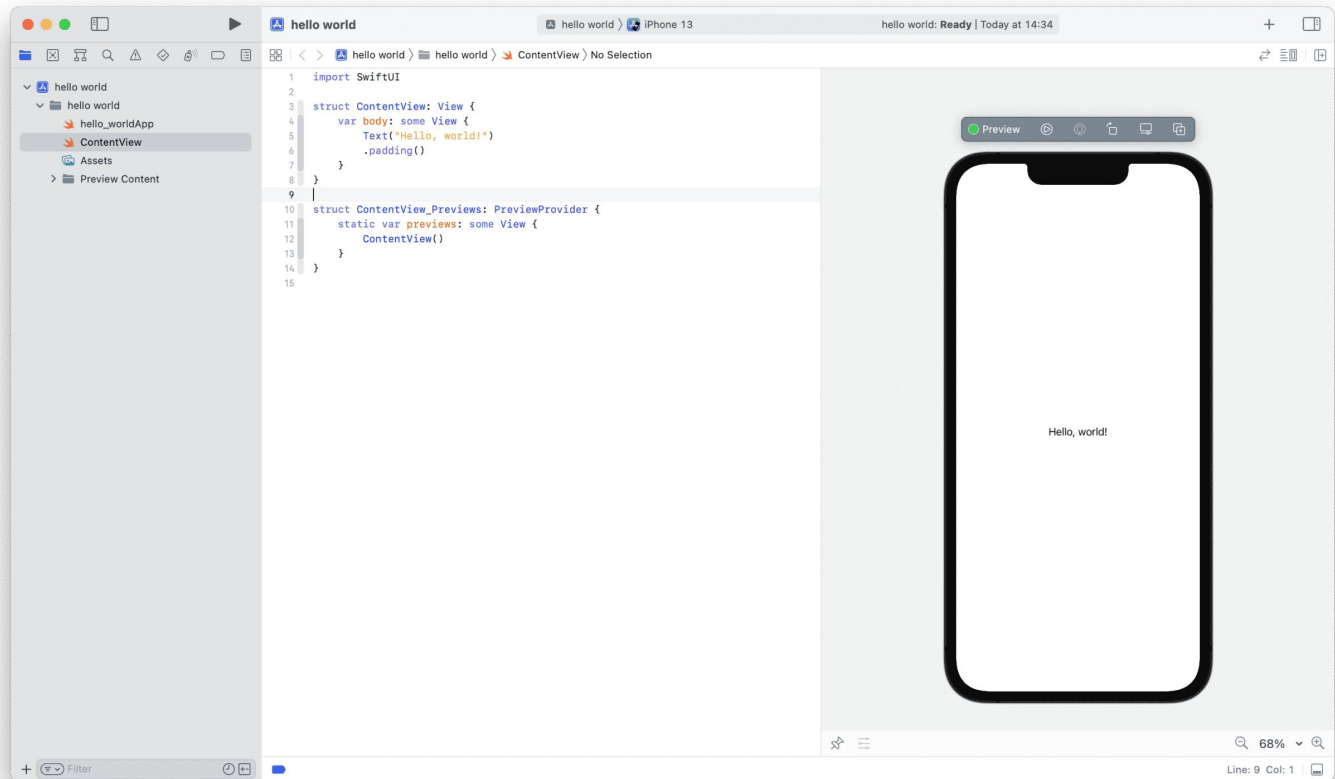 hello world
hello world 〉 iPhone 13
hello world: Ready | Today at 14:34
hello world 〉 hello world 〉 ContentView 〉 No Selection
hello world
hello world
hello_worldApp
ContentView
Assets
Preview Content
1 import SwiftUI
2
3 struct ContentView: View {
4     var body: some View {
5         Text("Hello, world!")
6         .padding()
7     }
8 }
9
10 struct ContentView_Previews: PreviewProvider {
11     static var previews: some View {
12         ContentView()
13     }
14 }
15
Preview
Hello, world!
68%
Filter
Line: 9 Col: 1